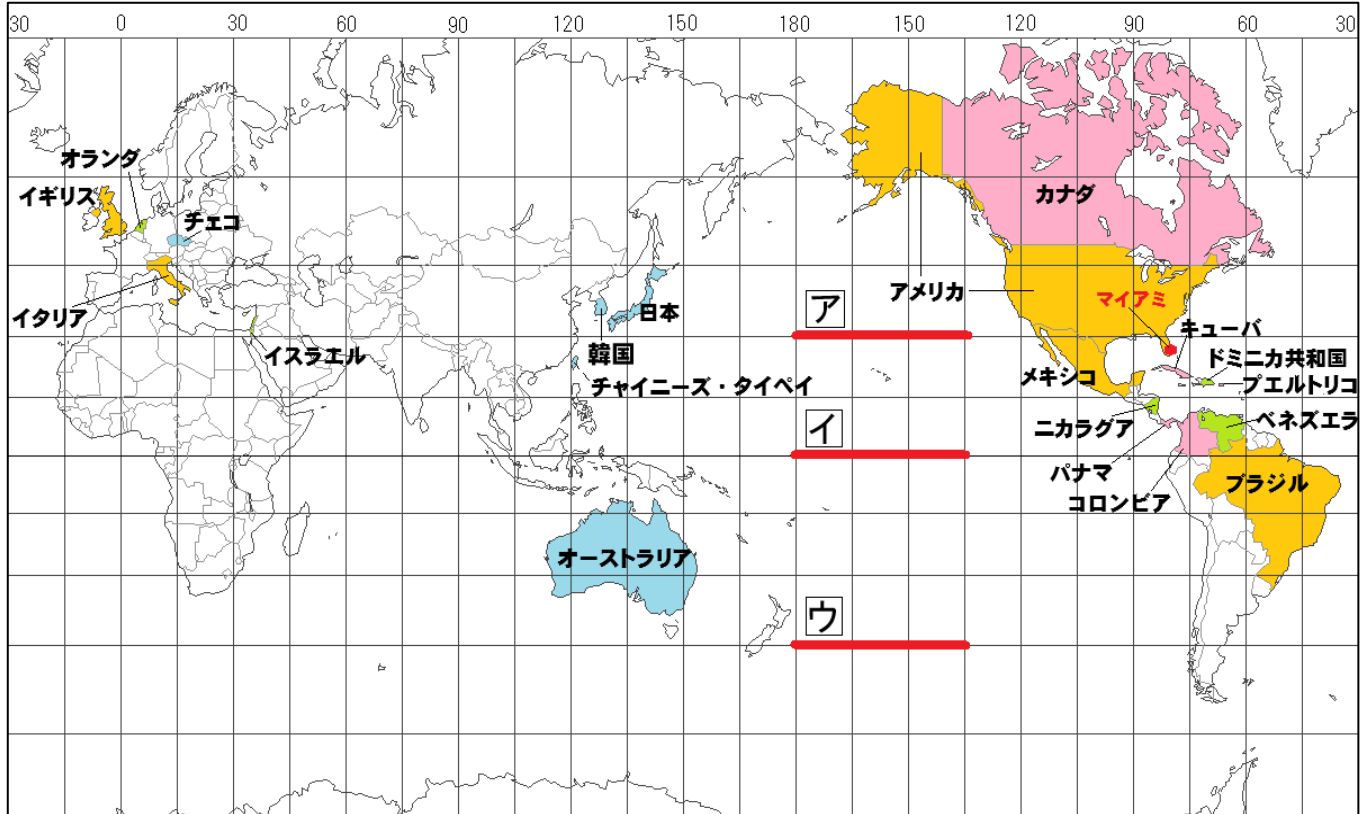 30 0 30 60 90 120 150 180 150 120 90 60 30
オランダ
イギリス
チェコ
カナダ
アメリカ
マイアミ
ア
日本
イタリア
キューバ
イスラエル
韓国
ドミニカ共和国
チャイニーズ・タイペイ
メキシコ
プエルトリコ
イ
ニカラグア
ベネズエラ
パナマ
ブラジル
コロンビア
オーストラリア
ウ